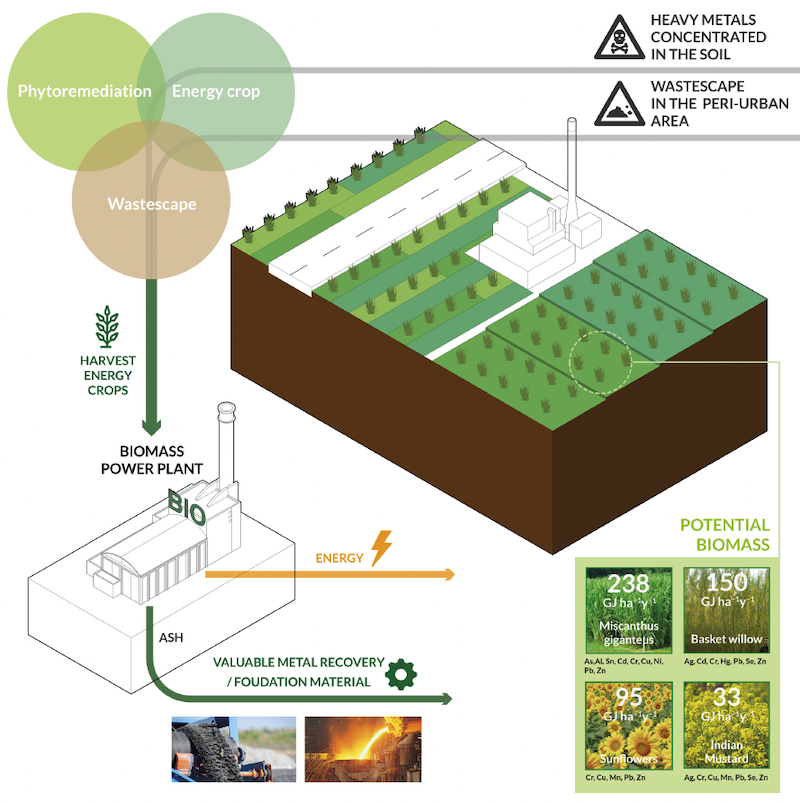 Phytoremediation
Energy crop
Wastescape
HEAVY METALS
CONCENTRATED
IN THE SOIL
WASTESCAPE
IN THE PERI-URBAN
AREA
HARVEST
ENERGY
CROPS
BIOMASS
POWER PLANT
BIO
ENERGY
ASH
VALUABLE METAL RECOVERY
/ FOUDATION MATERIAL
POTENTIAL
BIOMASS
238
GJ ha⁻¹y⁻¹
Miscanthus
giganteus
As,Al, Sn, Cd, Cr, Cu, Ni,
Pb, Zn
150
GJ ha⁻¹y⁻¹
Basket willow
Ag, Cd, Cr, Hg, Pb, Se, Zn
95
GJ ha⁻¹y⁻¹
Sunflowers
Cr, Cu, Mn, Pb, Zn
33
GJ ha⁻¹y⁻¹
Indian
Mustard
Ag, Cr, Cu, Mn, Pb, Se, Zn